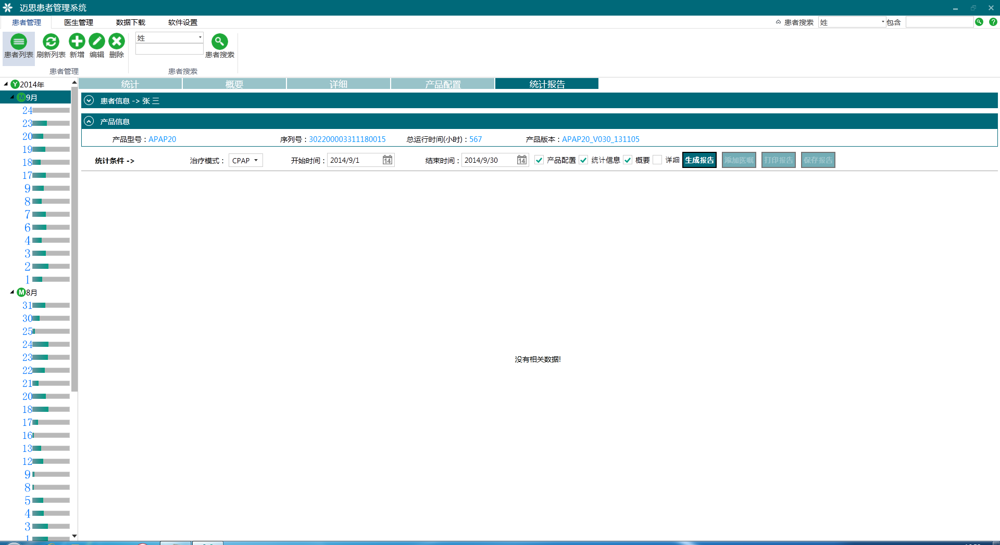 迈思患者管理系统
患者管理 医生管理 数据下载 软件设置 患者搜索 姓 包含
患者列表 刷新列表 新增 编辑 删除 姓 患者搜索
患者管理 患者搜索
Y 2014年 统计 概要 详细 产品配置 统计报告
M 9月
患者信息 -> 张 三
24
23 产品信息
20 产品型号：APAP20 序列号：302200003311180015 总运行时间(小时)：567 产品版本：APAP20_V030_131105
19
18 统计条件 -> 治疗模式： CPAP 开始时间： 2014/9/1 14 结束时间： 2014/9/30 14 产品配置 统计信息 概要 详细 生成报告 添加医嘱 打印报告 保存报告
17
9
8
7
6
4
3
2
1
M 8月
31
30
25
24
23
没有相关数据!
22
21
20
18
17
16
13
12
9
8
5
4
3
1